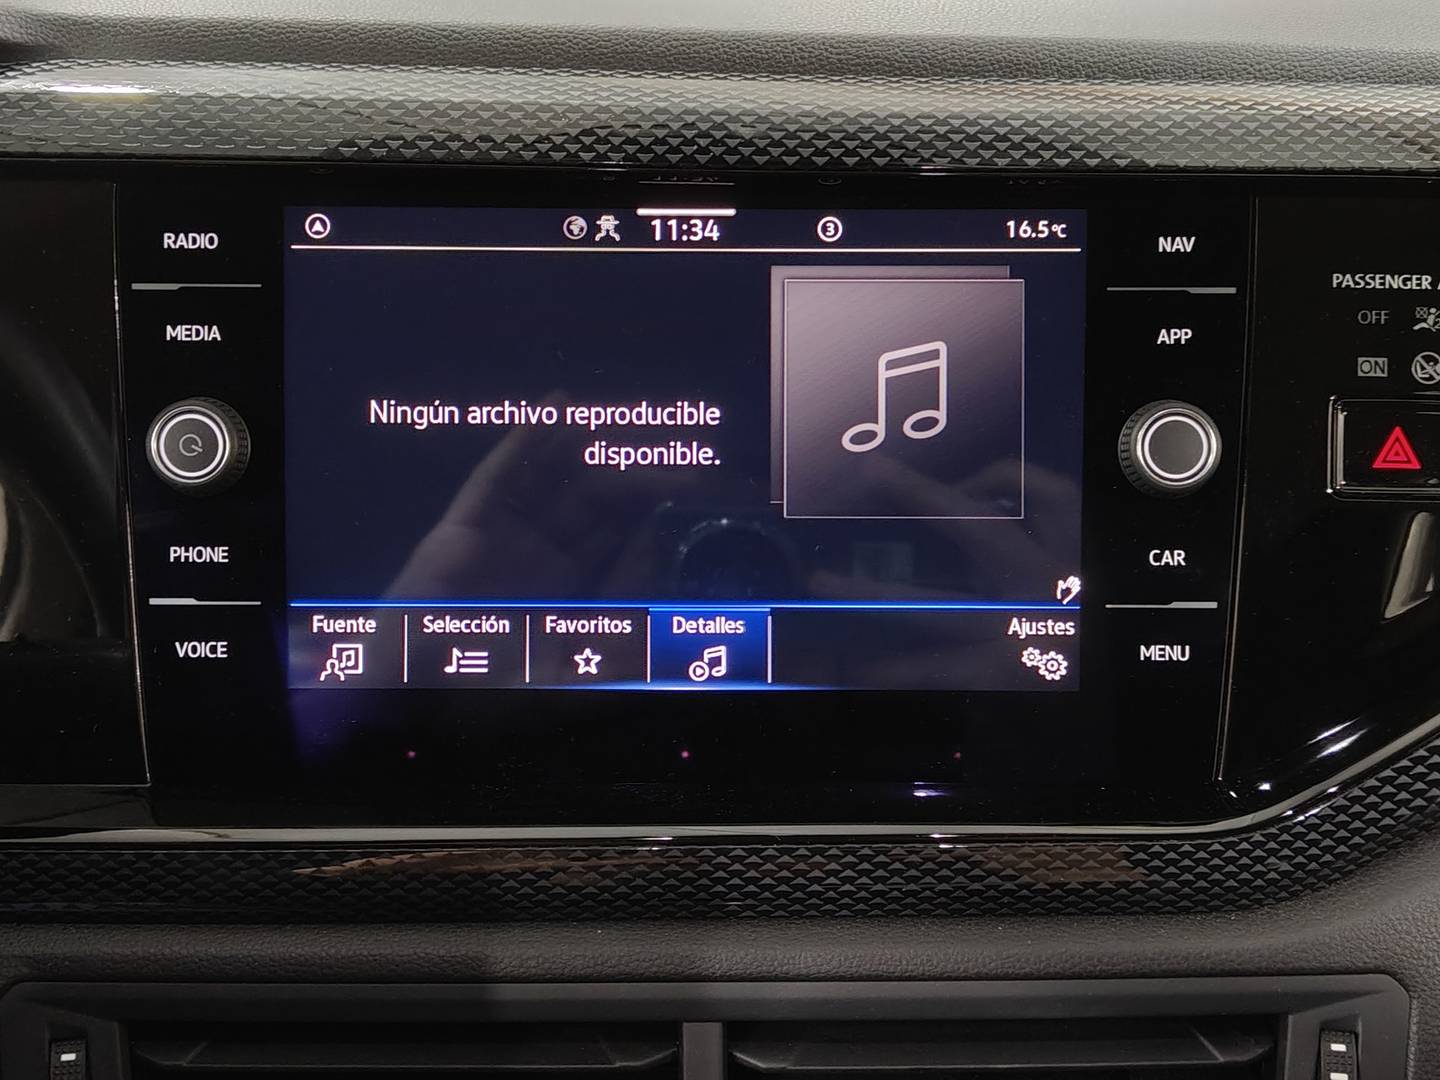 RADIO
MEDIA
PHONE
VOICE
11:34
3
16.5°C
Ningún archivo reproducible
disponible.
Fuente
Selección
Favoritos
Detalles
Ajustes
NAV
APP
CAR
MENU
PASSENGER
OFF
ON